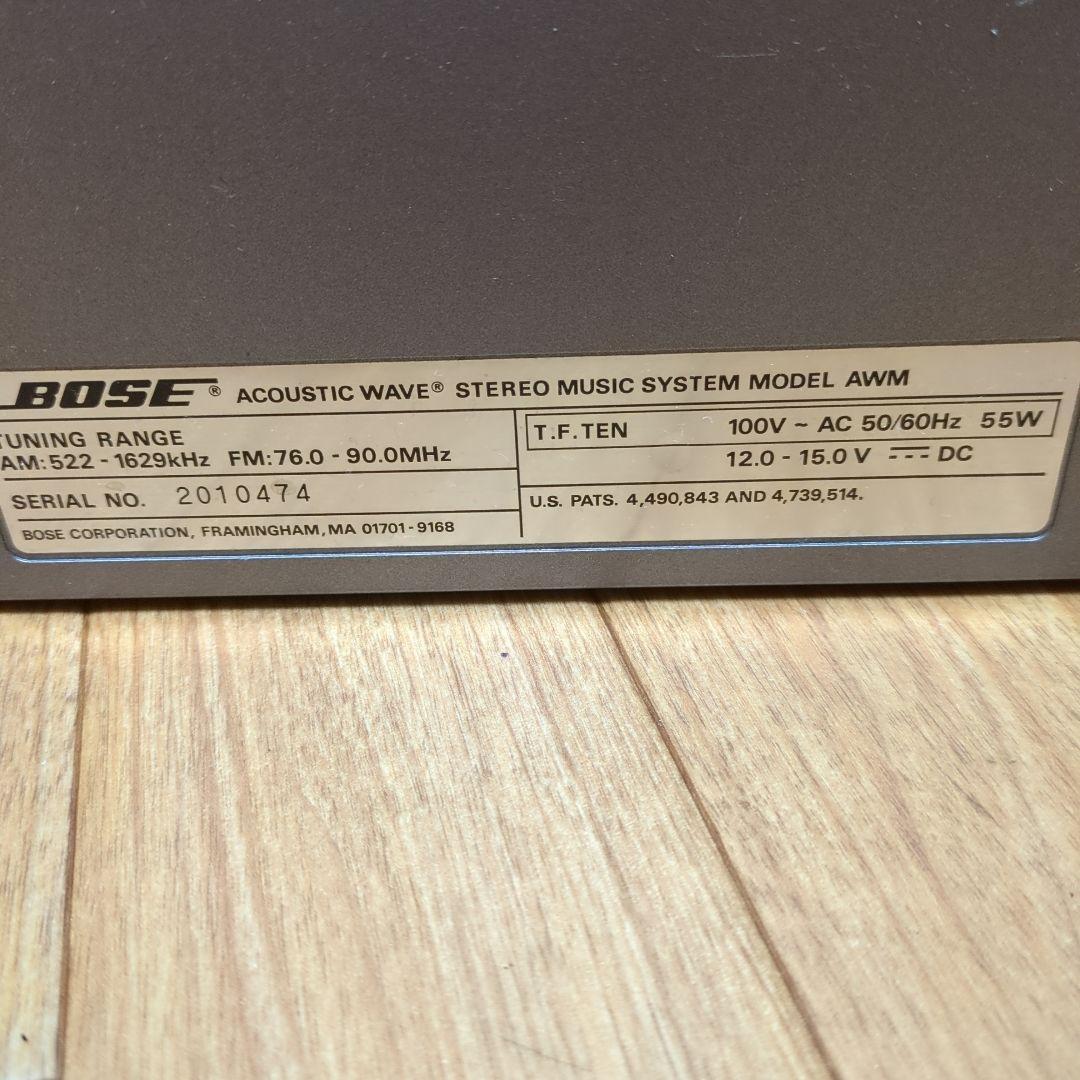 BOSE® ACOUSTIC WAVE® STEREO MUSIC SYSTEM MODEL AWM
TUNING RANGE
AM: 522 - 1629kHz FM: 76.0 - 90.0MHz
SERIAL NO. 2010474
BOSE CORPORATION, FRAMINGHAM, MA 01701-9168
T.F.TEN 100V ~ AC 50/60Hz 55W
12.0 - 15.0 V ⎓ DC
U.S. PATS. 4,490,843 AND 4,739,514.